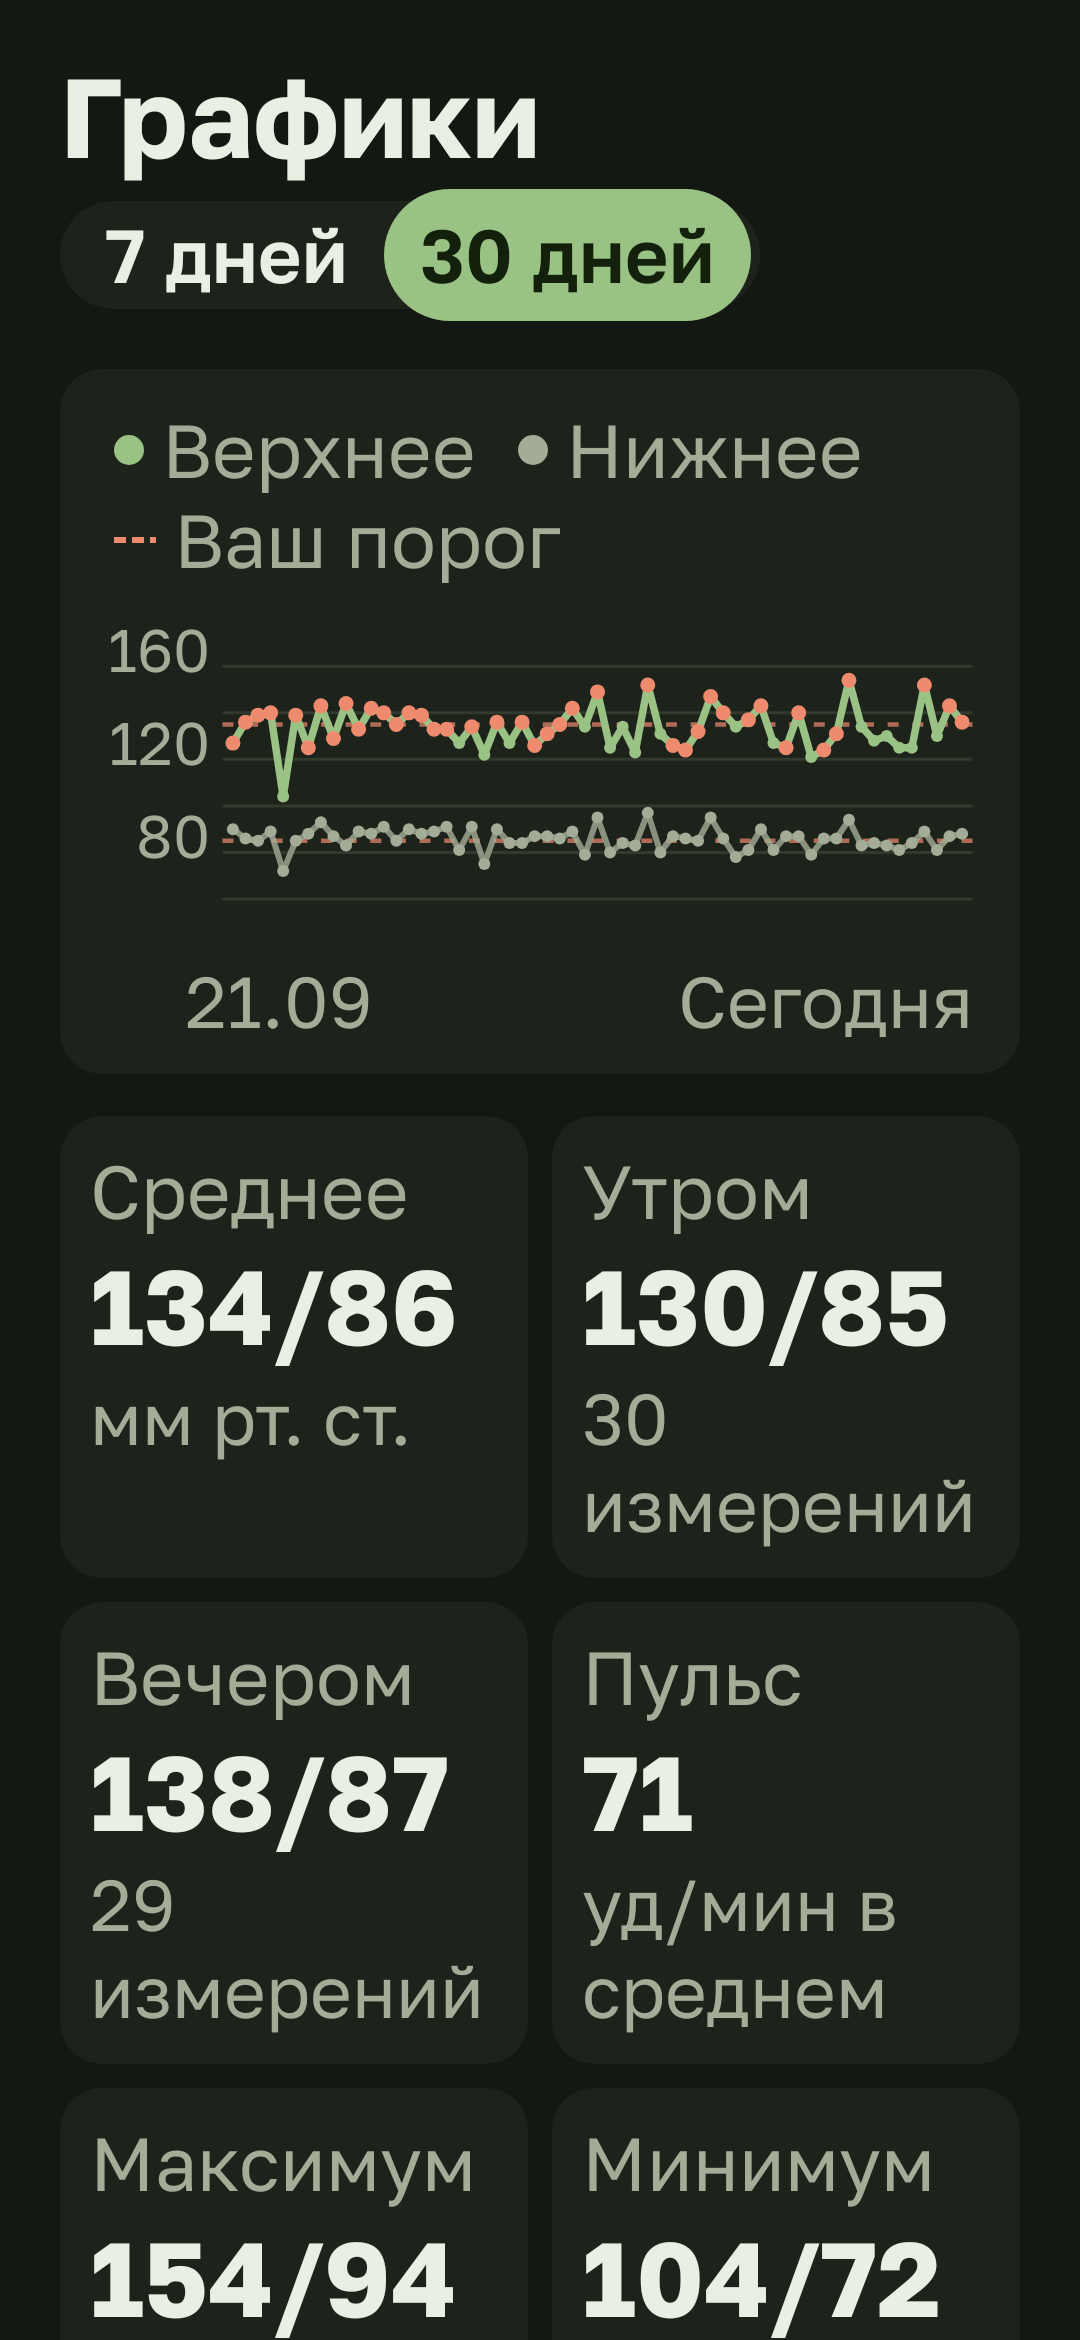 Графики
7 дней 30 дней
Верхнее Нижнее
Ваш порог
160
120
80
21.09 Сегодня
Среднее
134/86
мм рт. ст.
Утром
130/85
30
измерений
Вечером
138/87
29
измерений
Пульс
71
уд/мин в
среднем
Максимум
154/94
Минимум
104/72